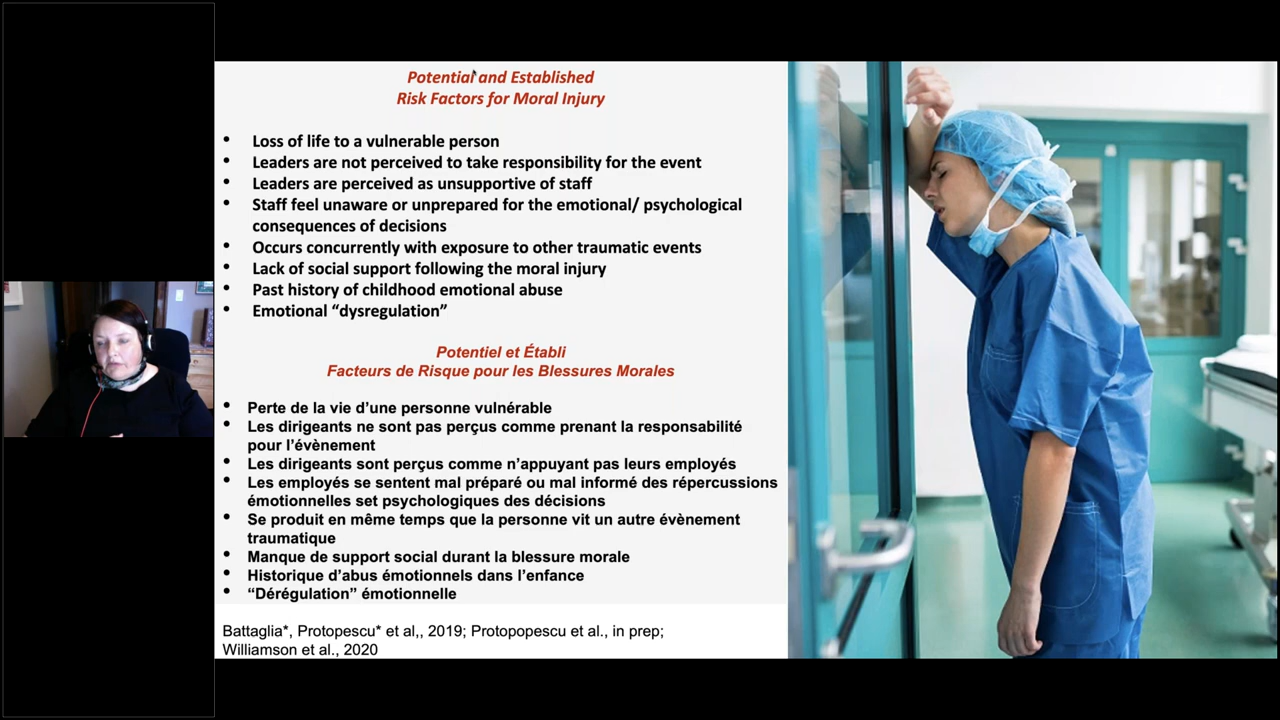 Potential and Established
Risk Factors for Moral Injury
• Loss of life to a vulnerable person
• Leaders are not perceived to take responsibility for the event
• Leaders are perceived as unsupportive of staff
• Staff feel unaware or unprepared for the emotional/ psychological
consequences of decisions
• Occurs concurrently with exposure to other traumatic events
• Lack of social support following the moral injury
• Past history of childhood emotional abuse
• Emotional “dysregulation”
Potentiel et Établi
Facteurs de Risque pour les Blessures Morales
• Perte de la vie d’une personne vulnérable
• Les dirigeants ne sont pas perçus comme prenant la responsabilité
pour l’évènement
• Les dirigeants sont perçus comme n’appuyant pas leurs employés
• Les employés se sentent mal préparé ou mal informé des répercussions
émotionnelles set psychologiques des décisions
• Se produit en même temps que la personne vit un autre évènement
traumatique
• Manque de support social durant la blessure morale
• Historique d’abus émotionnels dans l’enfance
• “Dérégulation” émotionnelle
Battaglia*, Protopescu* et al,, 2019; Protopopescu et al., in prep;
Williamson et al., 2020